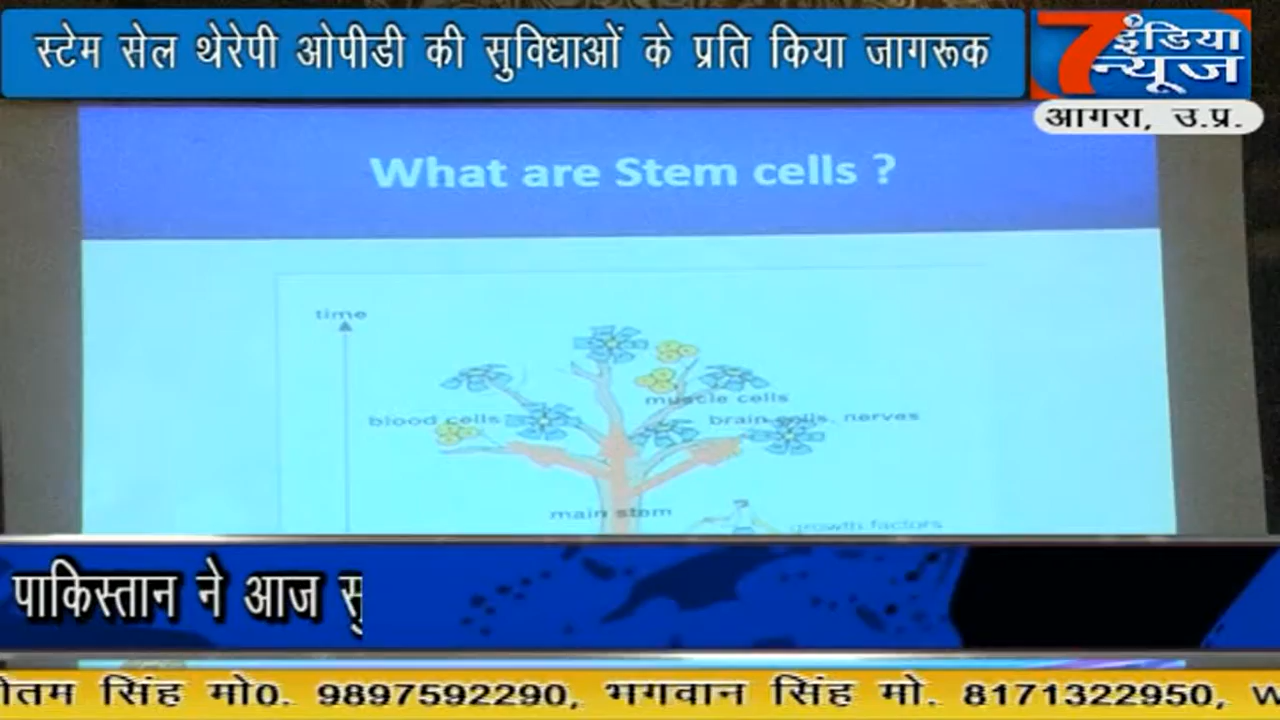 स्टेम सेल थेरेपी ओपीडी की सुविधाओं के प्रति किया जागरूक
7 इंडिया
न्यूज
आगरा, उ.प्र.
What are Stem cells ?
time
muscle cells
blood cells
brain cells, nerves
main stem
growth factors
पाकिस्तान ने आज
सिंह मो0. 9897592290, भगवान सिंह मो. 8171322950,